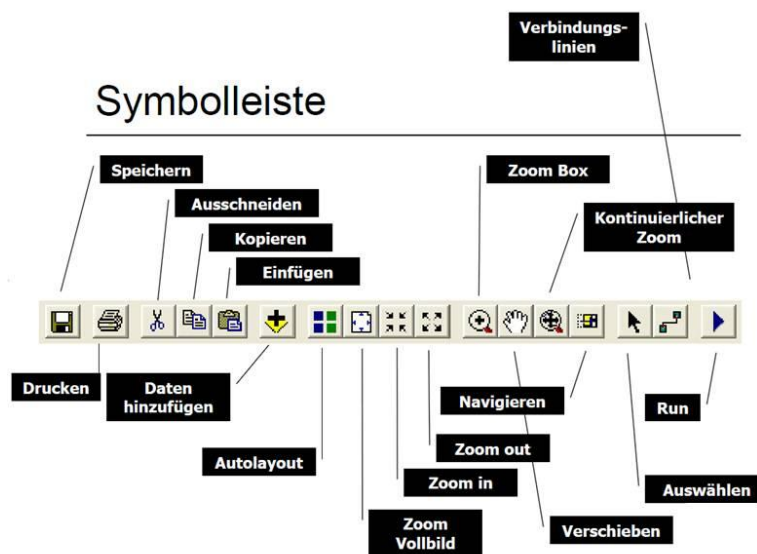 Verbindungs-
linien
Symbolleiste
Speichern
Zoom Box
Ausschneiden
Kontinuierlicher
Zoom
Kopieren
Einfügen
Drucken
Daten
hinzufügen
Navigieren
Run
Autolayout
Zoom out
Zoom in
Auswählen
Zoom
Vollbild
Verschieben